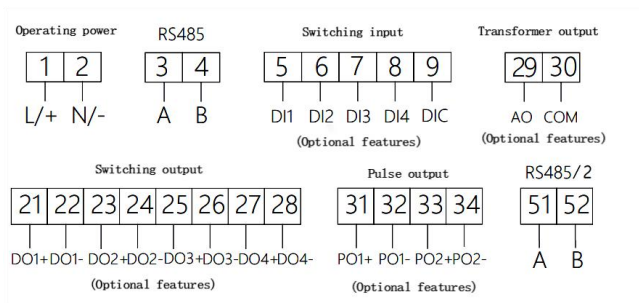 Operating power RS485 Switching input Transformer output
1 2 3 4 5 6 7 8 9 29 30
L/+ N/- A B DI1 DI2 DI3 DI4 DIC AO COM
(Optional features) (Optional features)
Switching output Pulse output RS485/2
21 22 23 24 25 26 27 28 31 32 33 34 51 52
DO1+ DO1- DO2+ DO2- DO3+ DO3- DO4+ DO4- PO1+ PO1- PO2+ PO2- A B
(Optional features) (Optional features)